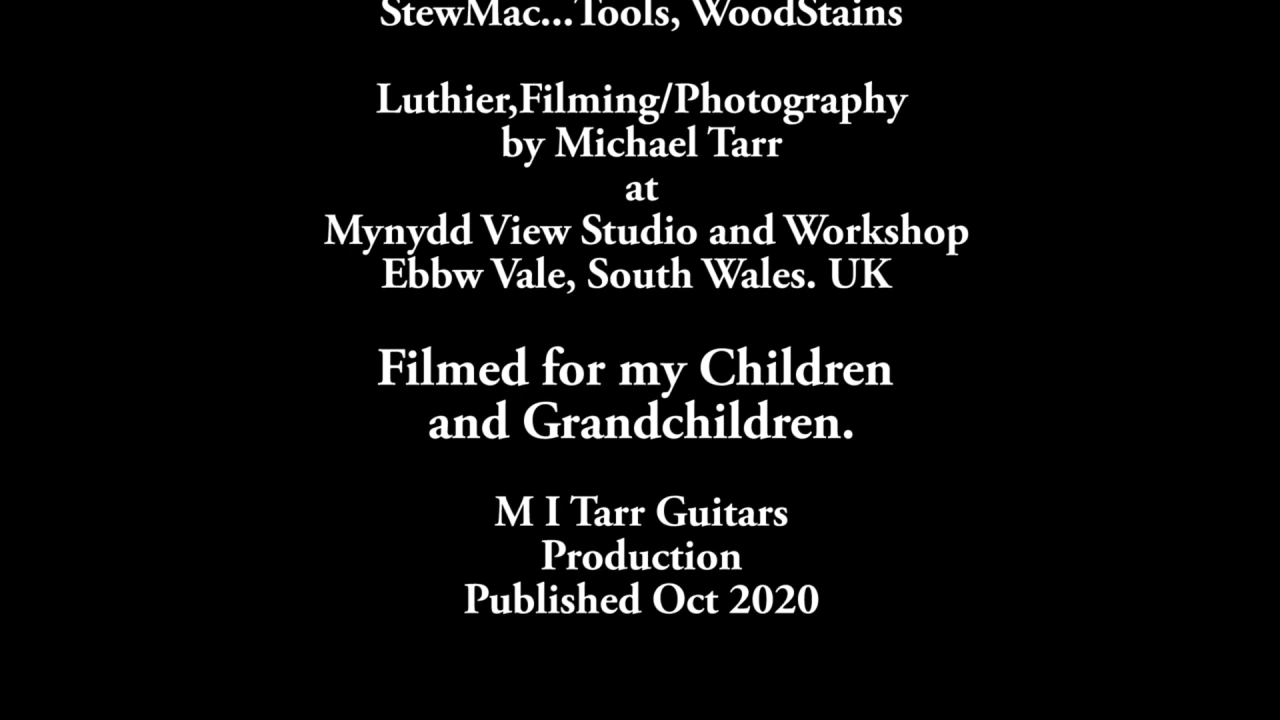 StewMac...Tools, WoodStains
Luthier,Filming/Photography
by Michael Tarr
at
Mynydd View Studio and Workshop
Ebbw Vale, South Wales. UK
Filmed for my Children
and Grandchildren.
M I Tarr Guitars
Production
Published Oct 2020